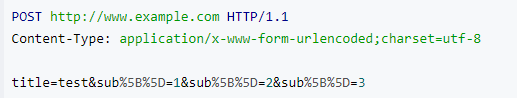 POST http://www.example.com HTTP/1.1
Content-Type: application/x-www-form-urlencoded;charset=utf-8
title=test&sub%5B%5D=1&sub%5B%5D=2&sub%5B%5D=3